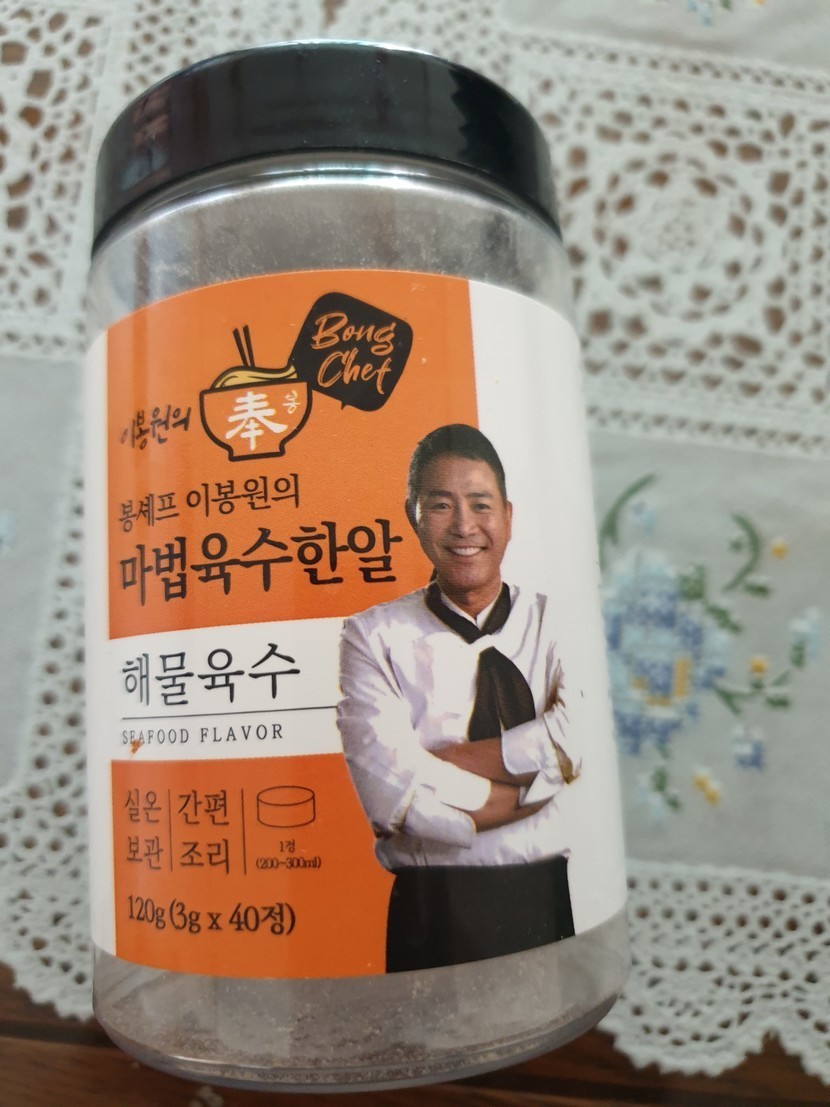 Bong
Chef
이봉원의
奉
봉
봉셰프 이봉원의
마법육수한알
해물육수
SEAFOOD FLAVOR
실온 간편
보관 조리
1정
(200~300ml)
120g (3g x 40정)